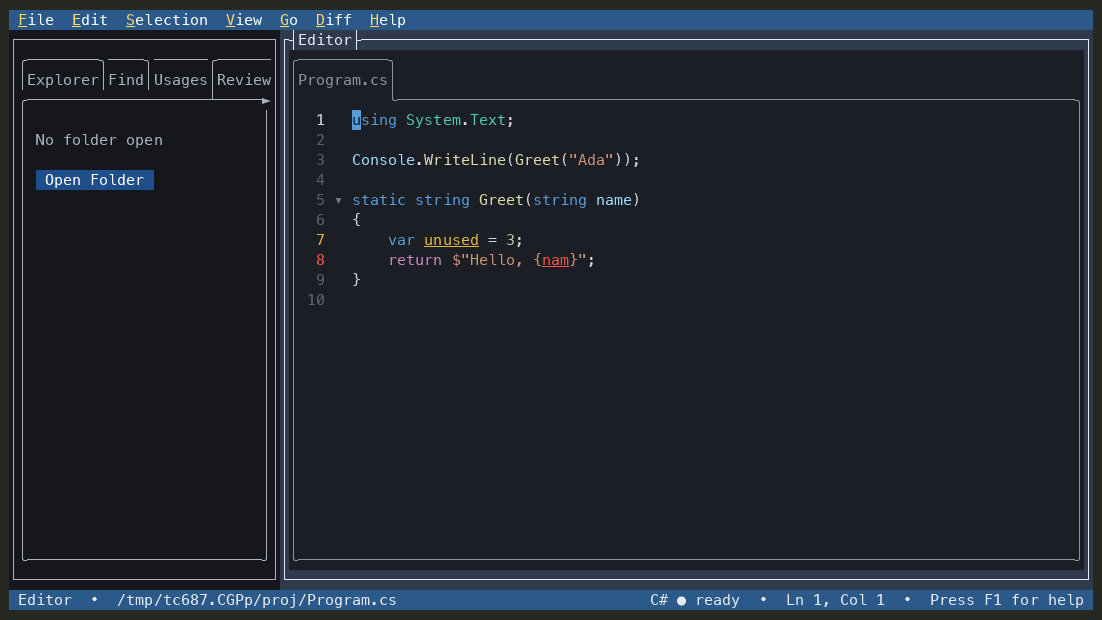 File  Edit  Selection  View  Go  Diff  Help
Editor
Explorer Find Usages Review
No folder open
Open Folder
Program.cs
1 using System.Text;
2
3 Console.WriteLine(Greet("Ada"));
4
5 ▾ static string Greet(string name)
6 {
7     var unused = 3;
8     return $"Hello, {nam}";
9 }
10
Editor • /tmp/tc687.CGPp/proj/Program.cs
C# ● ready • Ln 1, Col 1 • Press F1 for help